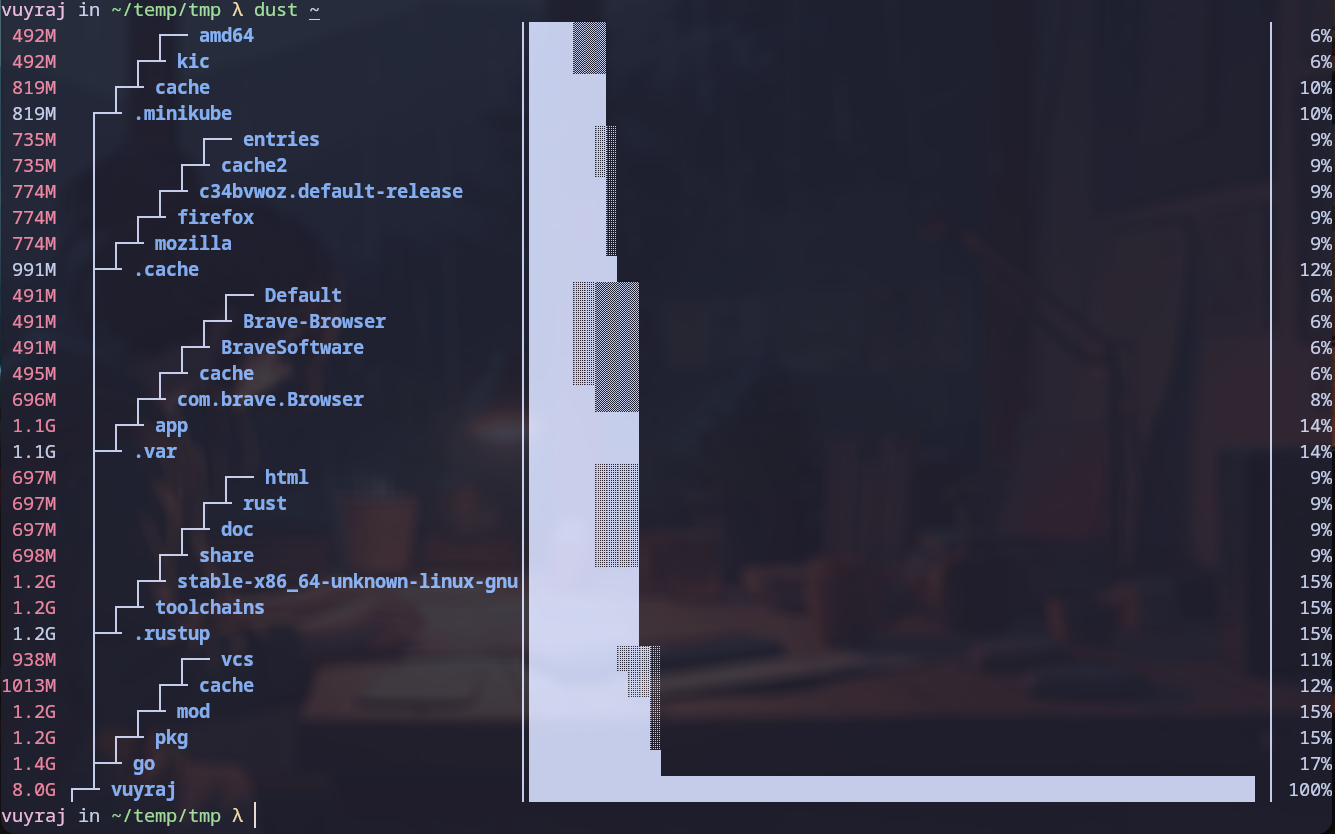 vuyraj in ~/temp/tmp λ dust ~
492M amd64 6%
492M kic 6%
819M cache 10%
819M .minikube 10%
735M entries 9%
735M cache2 9%
774M c34bvwoz.default-release 9%
774M firefox 9%
774M mozilla 9%
991M .cache 12%
491M Default 6%
491M Brave-Browser 6%
491M BraveSoftware 6%
495M cache 6%
696M com.brave.Browser 8%
1.1G app 14%
1.1G .var 14%
697M html 9%
697M rust 9%
697M doc 9%
698M share 9%
1.2G stable-x86_64-unknown-linux-gnu 15%
1.2G toolchains 15%
1.2G .rustup 15%
938M vcs 11%
1013M cache 12%
1.2G mod 15%
1.2G pkg 15%
1.4G go 17%
8.0G vuyraj 100%
vuyraj in ~/temp/tmp λ